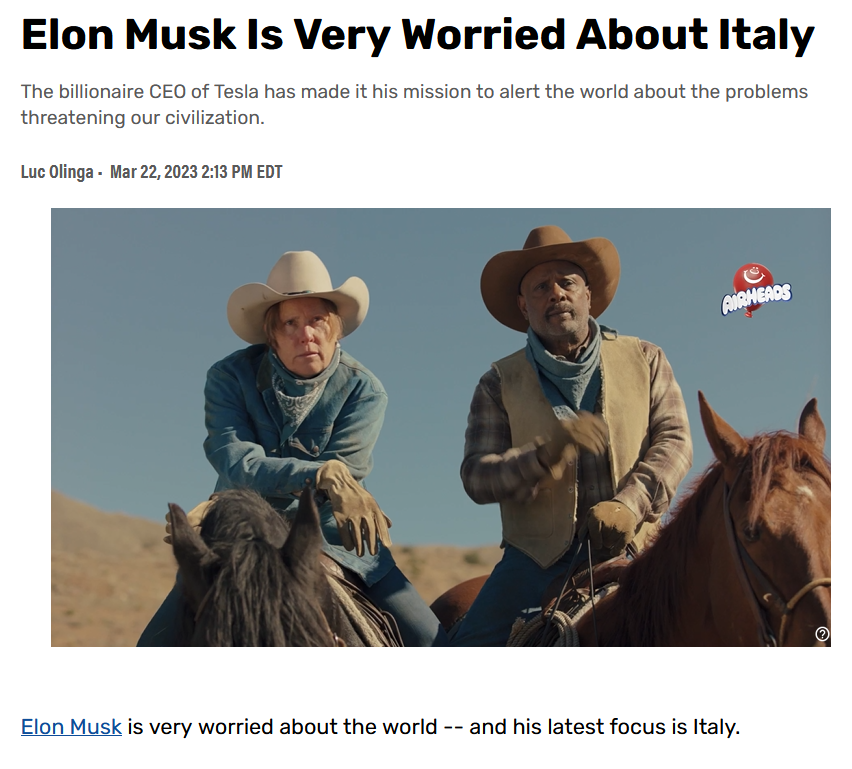 Elon Musk Is Very Worried About Italy
The billionaire CEO of Tesla has made it his mission to alert the world about the problems
threatening our civilization.
Luc Olinga • Mar 22, 2023 2:13 PM EDT
AIRHEADS
?
Elon Musk is very worried about the world -- and his latest focus is Italy.